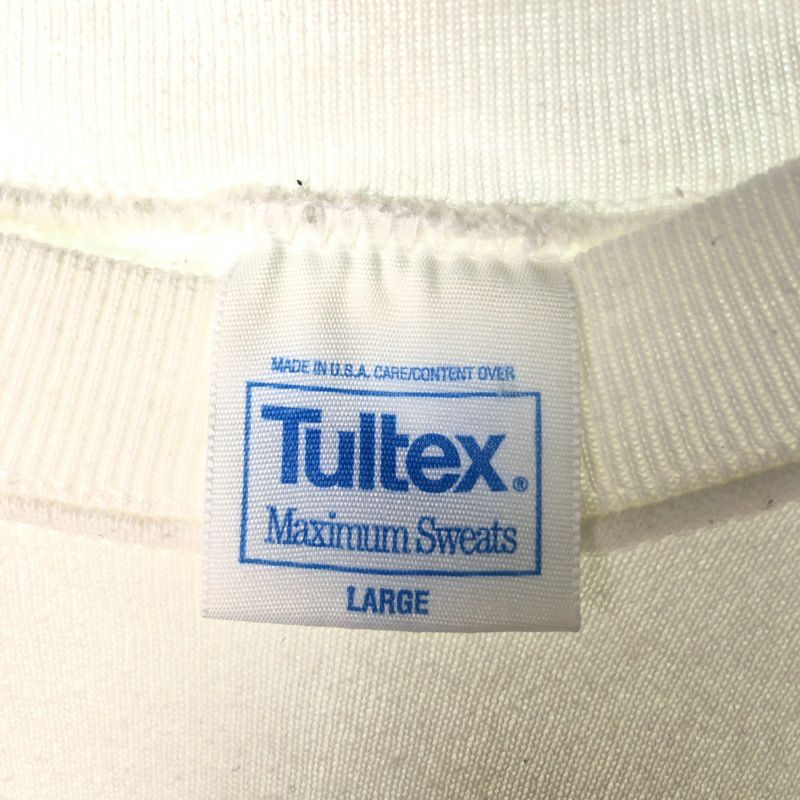 MADE IN U.S.A. CARE/CONTENT OVER
Tultex®
Maximum Sweats
LARGE